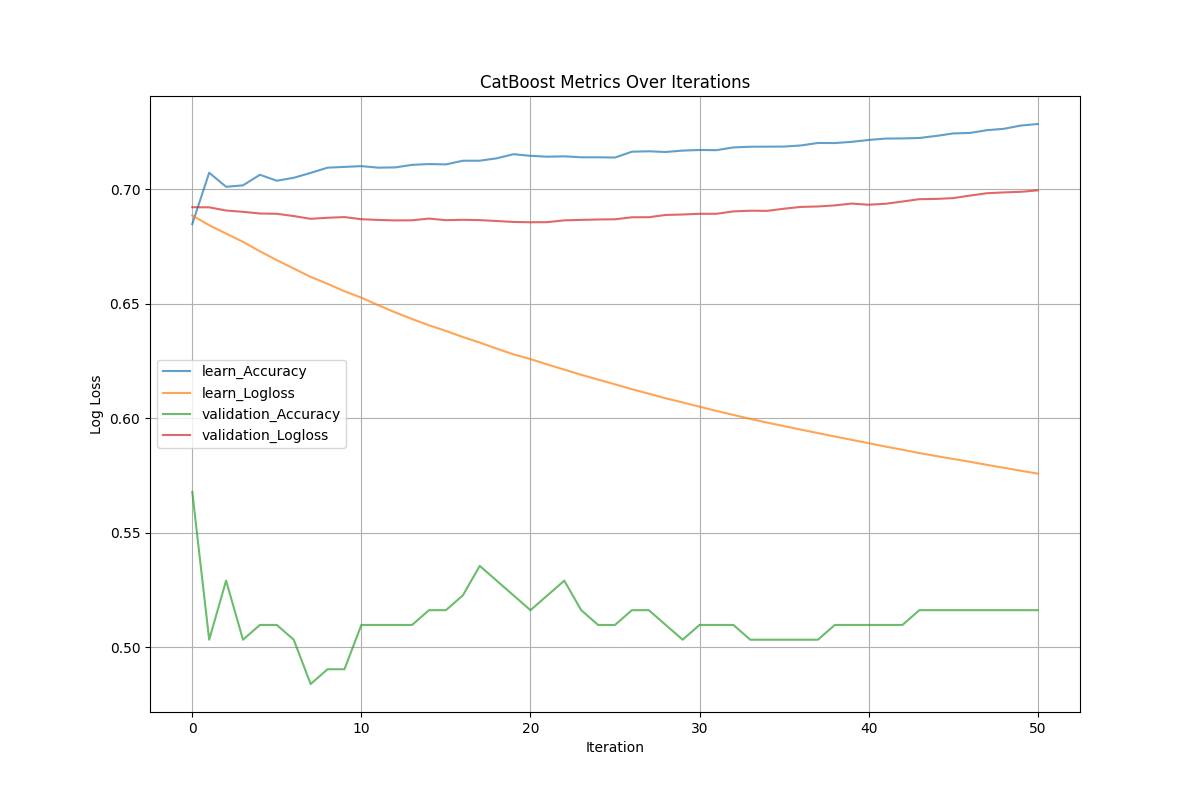 CatBoost Metrics Over Iterations
0.70
0.65
0.60
0.55
0.50
Log Loss
learn_Accuracy
learn_Logloss
validation_Accuracy
validation_Logloss
0 10 20 30 40 50
Iteration